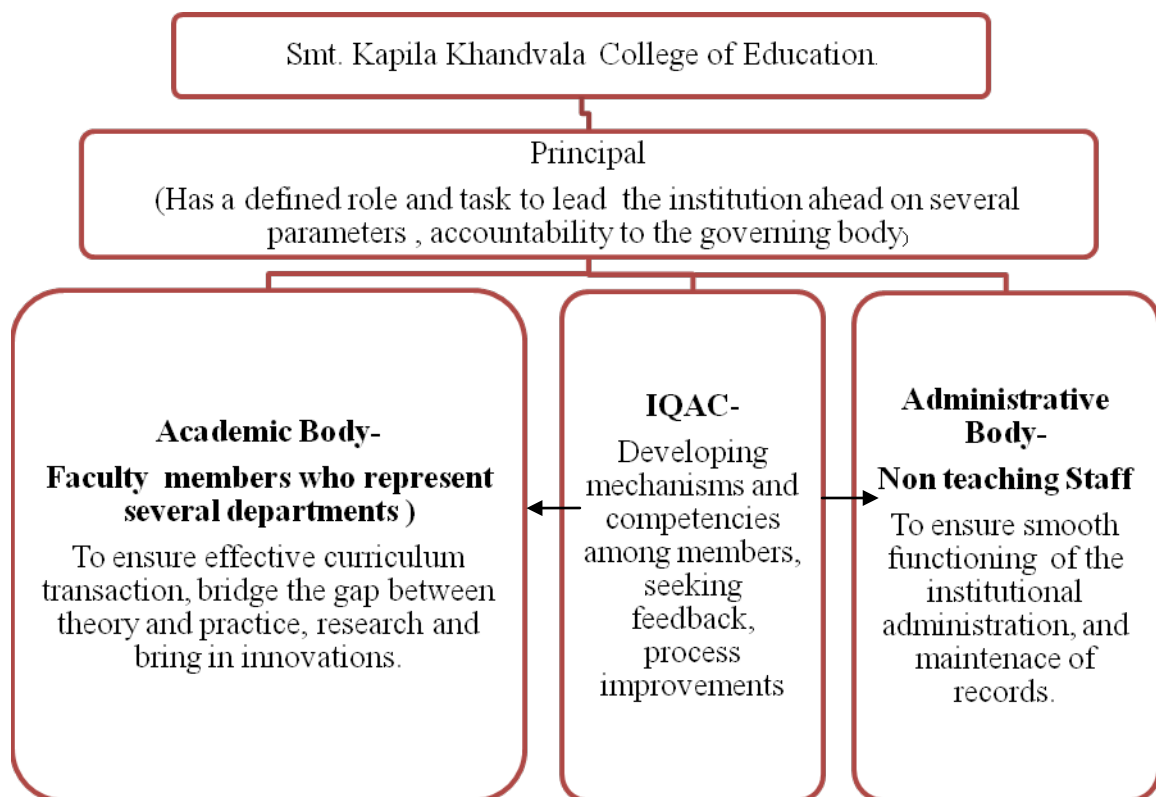 Smt. Kapila Khandvala College of Education.
Principal
(Has a defined role and task to lead the institution ahead on several
parameters , accountability to the governing body)
Academic Body-
Faculty members who represent
several departments )
To ensure effective curriculum
transaction, bridge the gap between
theory and practice, research and
bring in innovations.
IQAC-
Developing
mechanisms and
competencies
among members,
seeking
feedback,
process
improvements
Administrative
Body-
Non teaching Staff
To ensure smooth
functioning of the
institutional
administration, and
maintenace of
records.